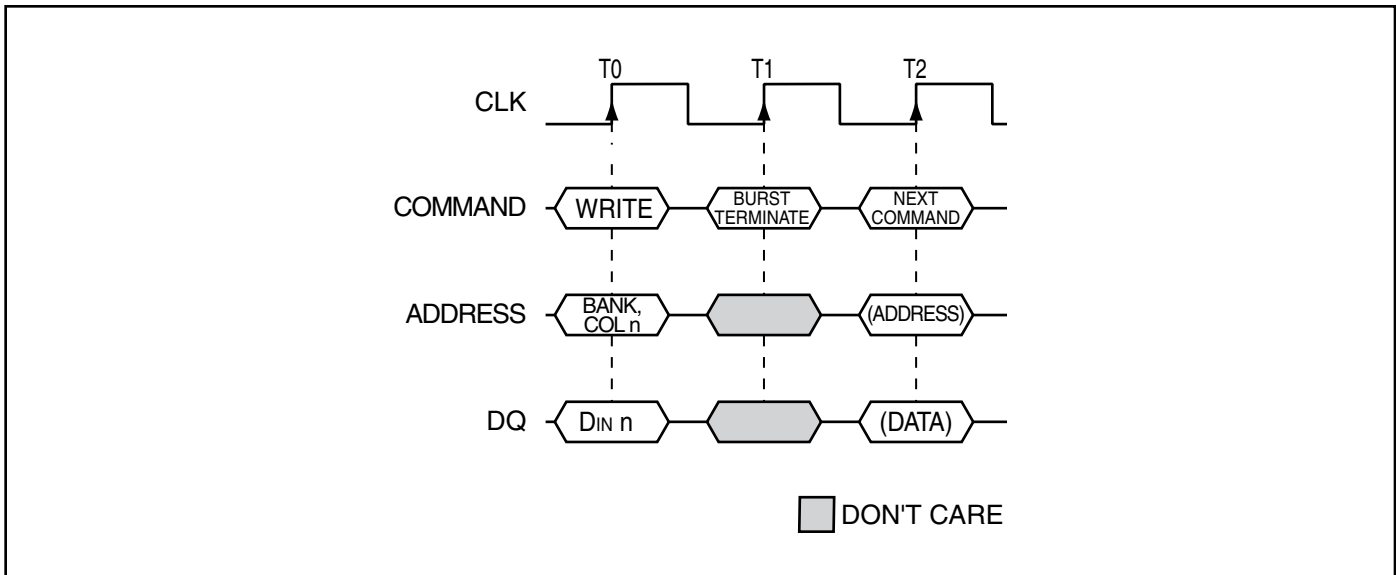 T0 T1 T2
CLK
COMMAND WRITE BURST TERMINATE NEXT COMMAND
ADDRESS BANK, COL n (ADDRESS)
DQ DIN n (DATA)
DON'T CARE